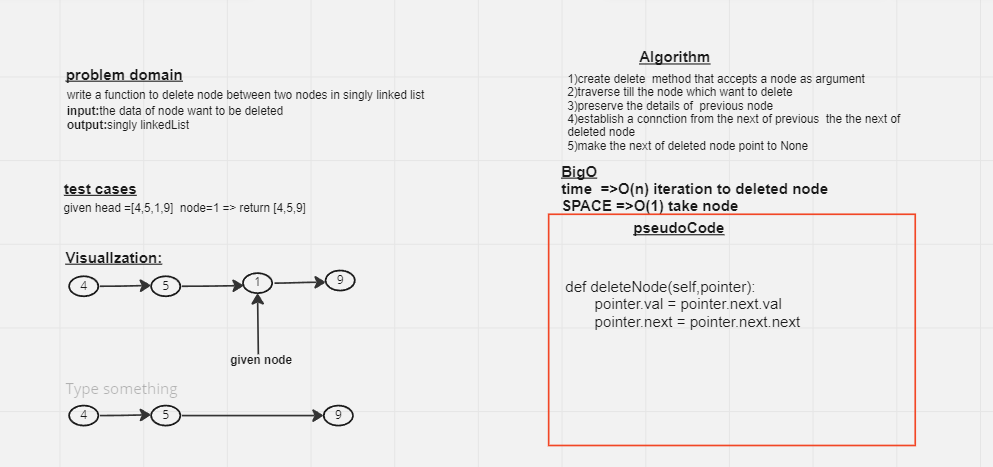 problem domain
write a function to delete node between two nodes in singly linked list
input:the data of node want to be deleted
output:singly linkedList
test cases
given head =[4,5,1,9] node=1 => return [4,5,9]
VisualIzation:
4 5 1 9
given node
Type something
4 5 9
Algorithm
1)create delete method that accepts a node as argument
2)traverse till the node which want to delete
3)preserve the details of previous node
4)establish a connction from the next of previous the the next of
deleted node
5)make the next of deleted node point to None
BigO
time =>O(n) iteration to deleted node
SPACE =>O(1) take node
pseudoCode
def deleteNode(self,pointer):
pointer.val = pointer.next.val
pointer.next = pointer.next.next